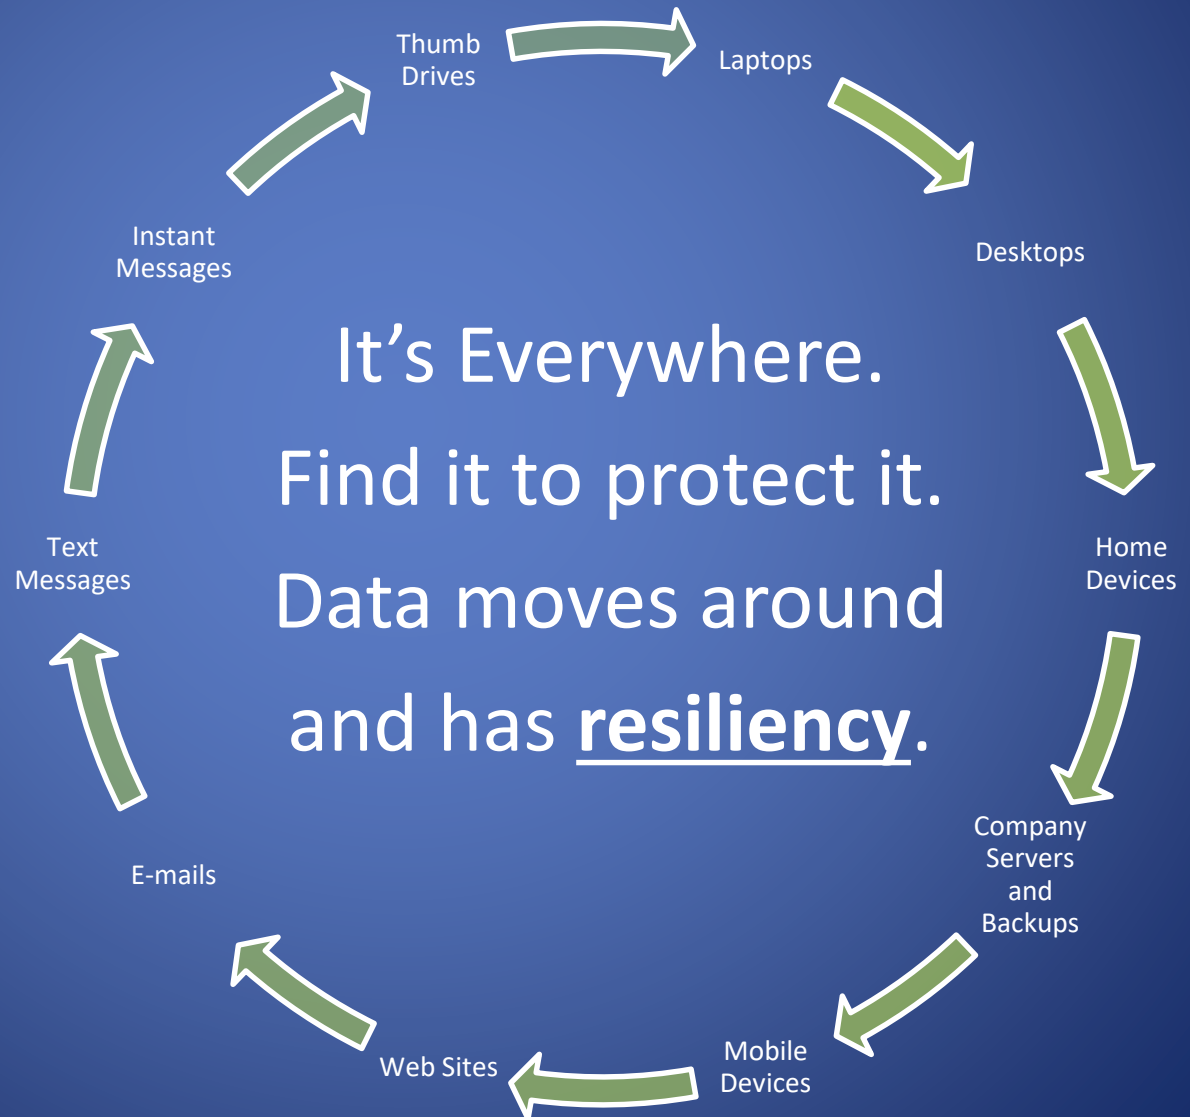 Thumb
Drives
Laptops
Desktops
Home
Devices
Company
Servers
and
Backups
Mobile
Devices
Web Sites
E-mails
Text
Messages
Instant
Messages
It’s Everywhere.
Find it to protect it.
Data moves around
and has resiliency.